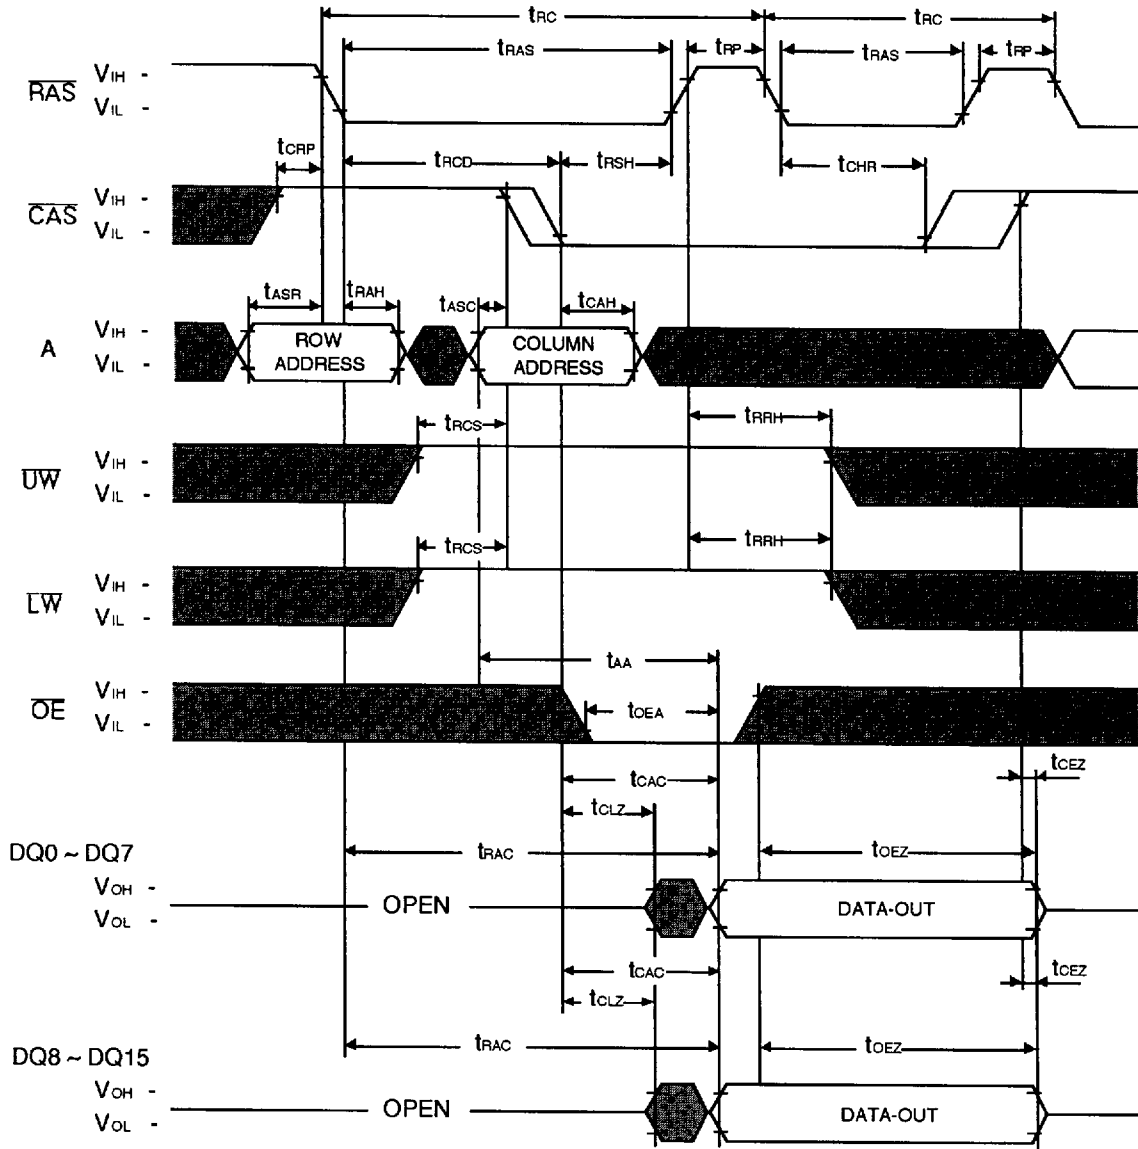 tRC tRC
tRAS tRP tRAS tRP
RAS VIH -
VIL -
tCRP tRCD tRSH tCHR
CAS VIH -
VIL -
tASR tRAH tASC tCAH
A VIH -
VIL -
ROW
ADDRESS
COLUMN
ADDRESS
tRCS tRRH
UW VIH -
VIL -
tRCS tRRH
LW VIH -
VIL -
tAA
OE VIH -
VIL -
tOEA
tCAC tCEZ
tCLZ
DQ0 ~ DQ7 tRAC tOEZ
VOH -
VOL -
OPEN DATA-OUT
tCAC tCEZ
tCLZ
DQ8 ~ DQ15 tRAC tOEZ
VOH -
VOL -
OPEN DATA-OUT